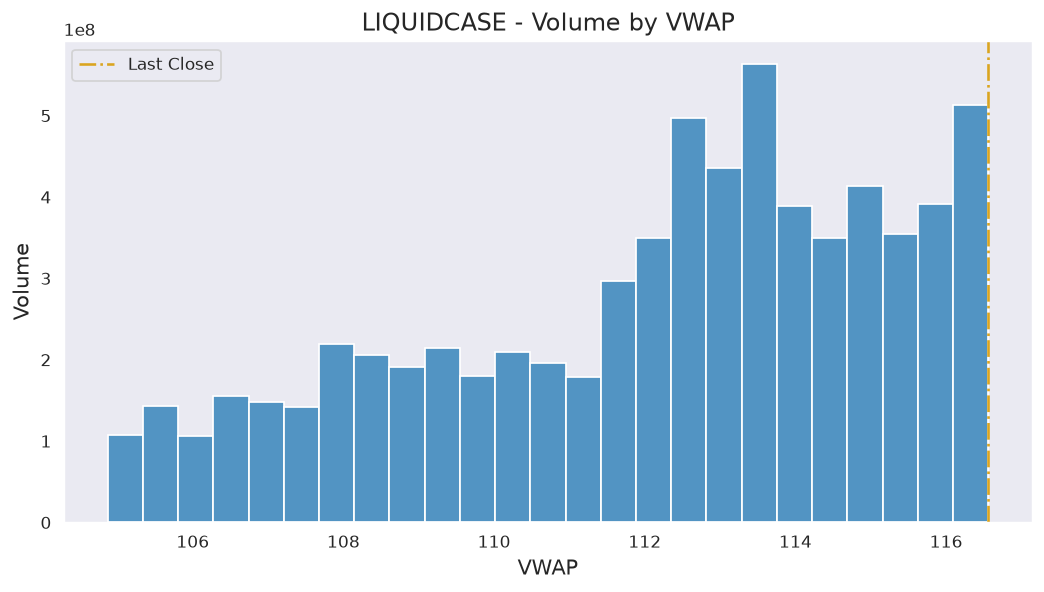 LIQUIDCASE - Volume by VWAP
1e8
Last Close
5
4
3
2
1
0
Volume
106 108 110 112 114 116
VWAP